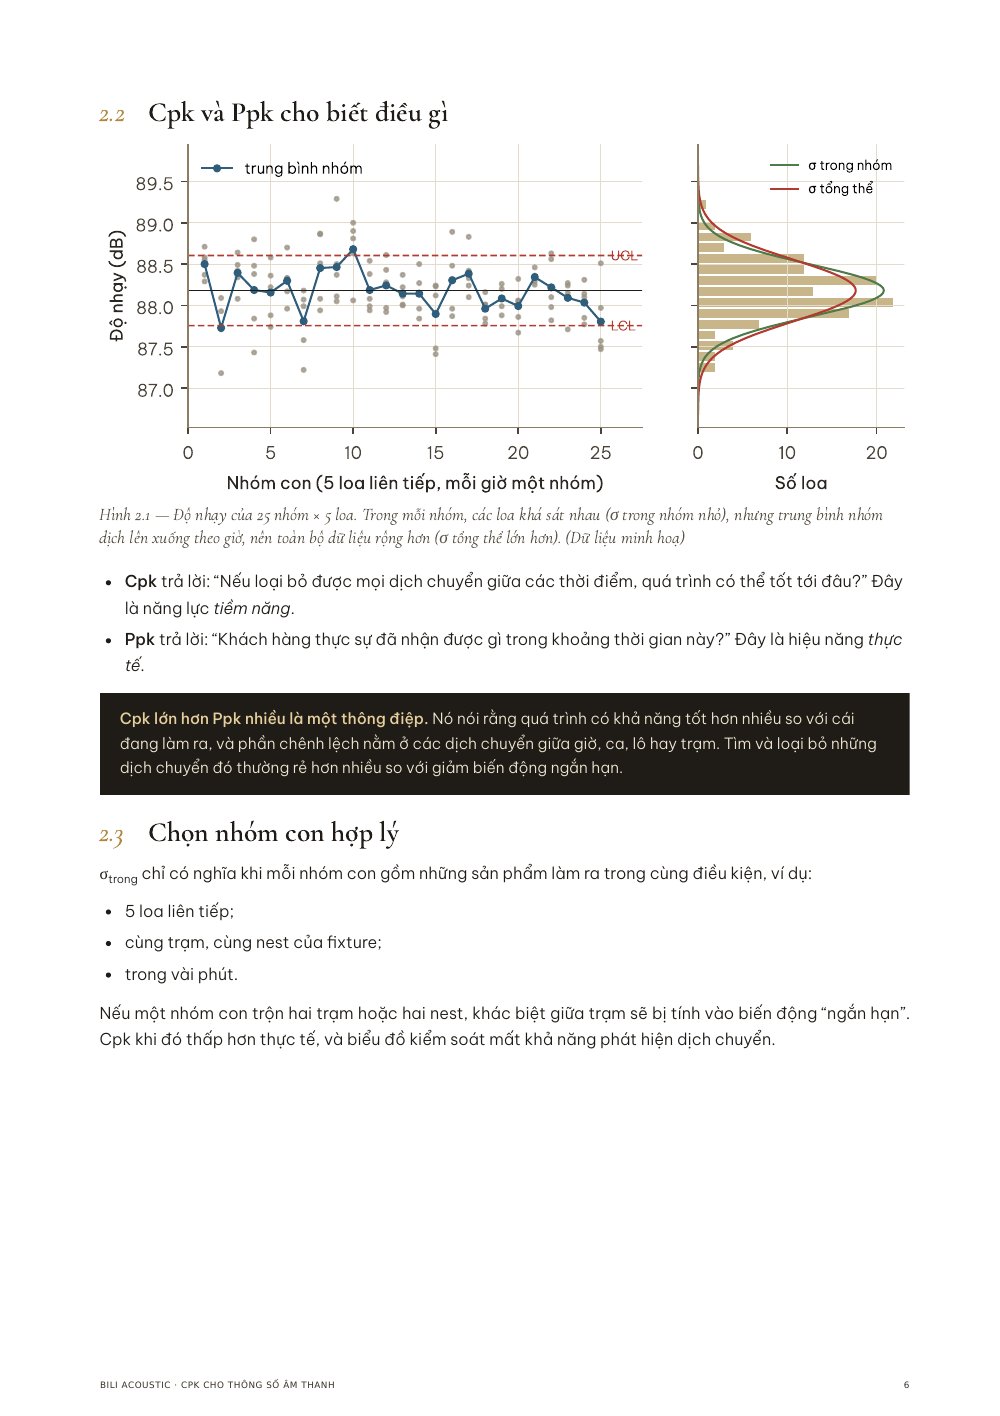 2.2 Cpk và Ppk cho biết điều gì
trung bình nhóm
σ trong nhóm
σ tổng thể
89.5
89.0
88.5
88.0
87.5
87.0
Độ nhạy (dB)
UCL
LCL
0 5 10 15 20 25
0 10 20
Nhóm con (5 loa liên tiếp, mỗi giờ một nhóm)
Số loa
Hình 2.1 — Độ nhạy của 25 nhóm × 5 loa. Trong mỗi nhóm, các loa khá sát nhau (σ trong nhóm nhỏ), nhưng trung bình nhóm
dịch lên xuống theo giờ, nên toàn bộ dữ liệu rộng hơn (σ tổng thể lớn hơn). (Dữ liệu minh hoạ)
• Cpk trả lời: “Nếu loại bỏ được mọi dịch chuyển giữa các thời điểm, quá trình có thể tốt tới đâu?” Đây
là năng lực tiềm năng.
• Ppk trả lời: “Khách hàng thực sự đã nhận được gì trong khoảng thời gian này?” Đây là hiệu năng thực
tế.
Cpk lớn hơn Ppk nhiều là một thông điệp. Nó nói rằng quá trình có khả năng tốt hơn nhiều so với cái
đang làm ra, và phần chênh lệch nằm ở các dịch chuyển giữa giờ, ca, lô hay trạm. Tìm và loại bỏ những
dịch chuyển đó thường rẻ hơn nhiều so với giảm biến động ngắn hạn.
2.3 Chọn nhóm con hợp lý
σtrong chỉ có nghĩa khi mỗi nhóm con gồm những sản phẩm làm ra trong cùng điều kiện, ví dụ:
• 5 loa liên tiếp;
• cùng trạm, cùng nest của fixture;
• trong vài phút.
Nếu một nhóm con trộn hai trạm hoặc hai nest, khác biệt giữa trạm sẽ bị tính vào biến động “ngắn hạn”.
Cpk khi đó thấp hơn thực tế, và biểu đồ kiểm soát mất khả năng phát hiện dịch chuyển.
BILI ACOUSTIC · CPK CHO THÔNG SỐ ÂM THANH
6